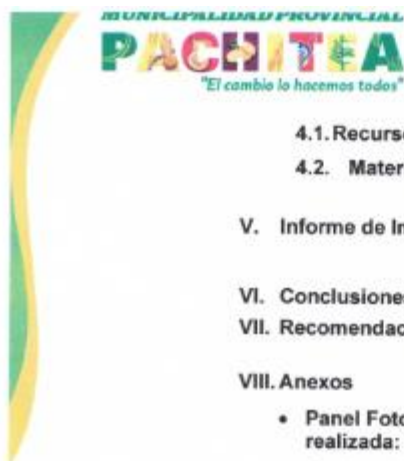 MUNICIPALIDAD PROVINCIAL
PACHITEA
"El cambio lo hacemos todos"
4.1. Recurso
4.2. Mater
V. Informe de In
VI. Conclusione
VII. Recomendac
VIII. Anexos
• Panel Foto
realizada: